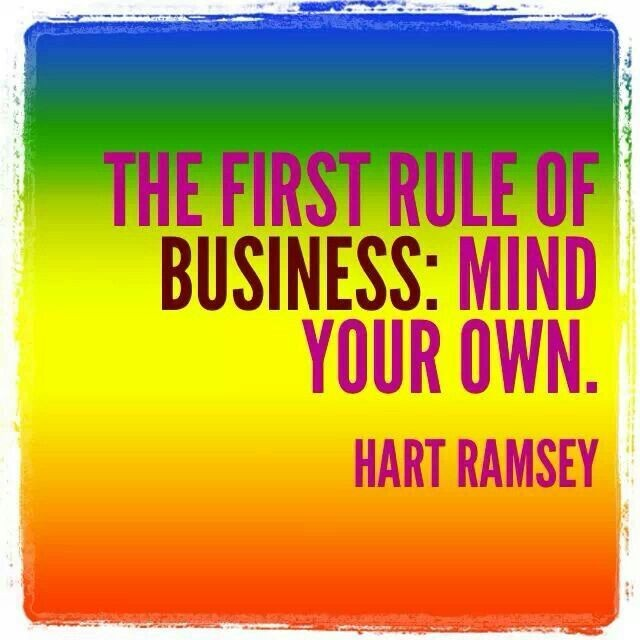 THE FIRST RULE OF
BUSINESS: MIND
YOUR OWN.
HART RAMSEY